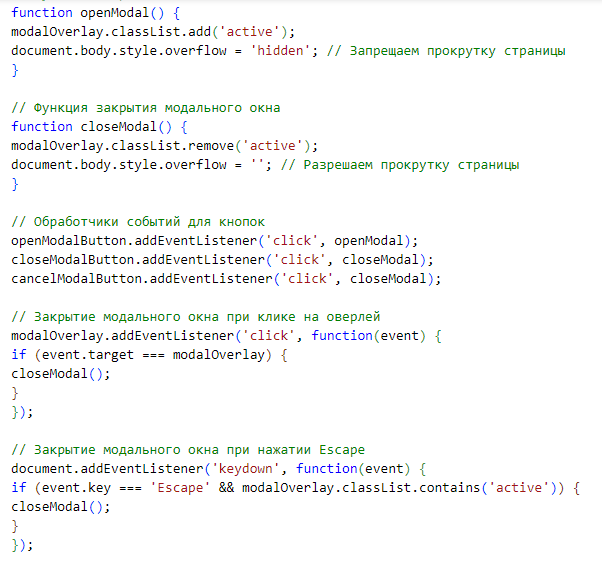 function openModal() {
modalOverlay.classList.add('active');
document.body.style.overflow = 'hidden'; // Запрещаем прокрутку страницы
}

// Функция закрытия модального окна
function closeModal() {
modalOverlay.classList.remove('active');
document.body.style.overflow = ''; // Разрешаем прокрутку страницы
}

// Обработчики событий для кнопок
openModalButton.addEventListener('click', openModal);
closeModalButton.addEventListener('click', closeModal);
cancelModalButton.addEventListener('click', closeModal);

// Закрытие модального окна при клике на оверлей
modalOverlay.addEventListener('click', function(event) {
if (event.target === modalOverlay) {
closeModal();
}
});

// Закрытие модального окна при нажатии Escape
document.addEventListener('keydown', function(event) {
if (event.key === 'Escape' && modalOverlay.classList.contains('active')) {
closeModal();
}
});